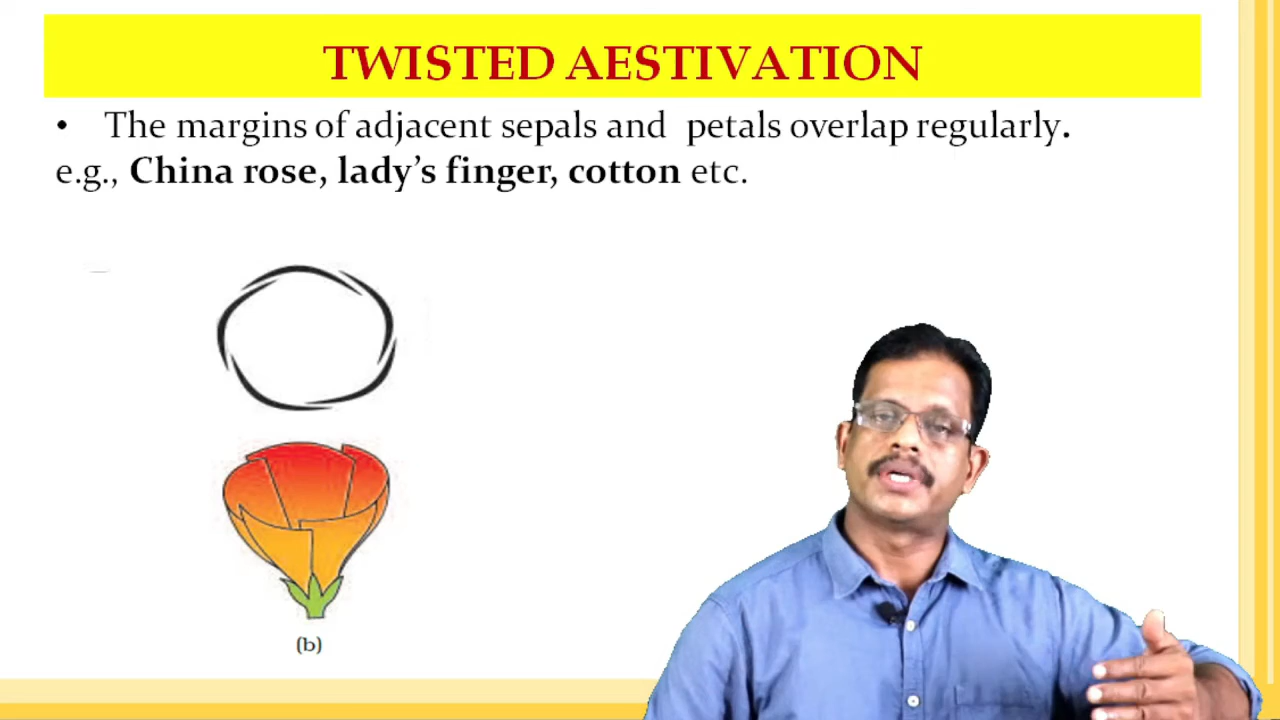 TWISTED AESTIVATION
• The margins of adjacent sepals and petals overlap regularly.
e.g., China rose, lady's finger, cotton etc.
(b)